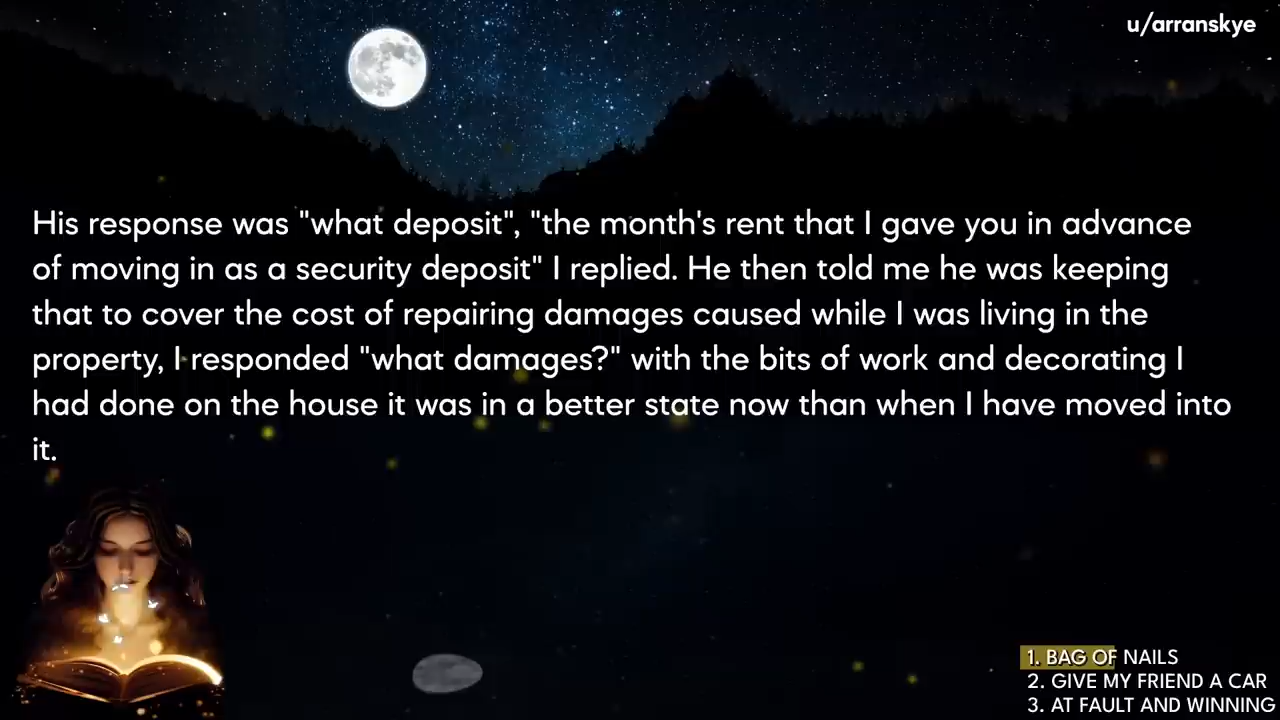 u/arranskye
His response was "what deposit", "the month's rent that I gave you in advance
of moving in as a security deposit" I replied. He then told me he was keeping
that to cover the cost of repairing damages caused while I was living in the
property, I responded "what damages?" with the bits of work and decorating I
had done on the house it was in a better state now than when I have moved into
it.
1. BAG OF NAILS
2. GIVE MY FRIEND A CAR
3. AT FAULT AND WINNING